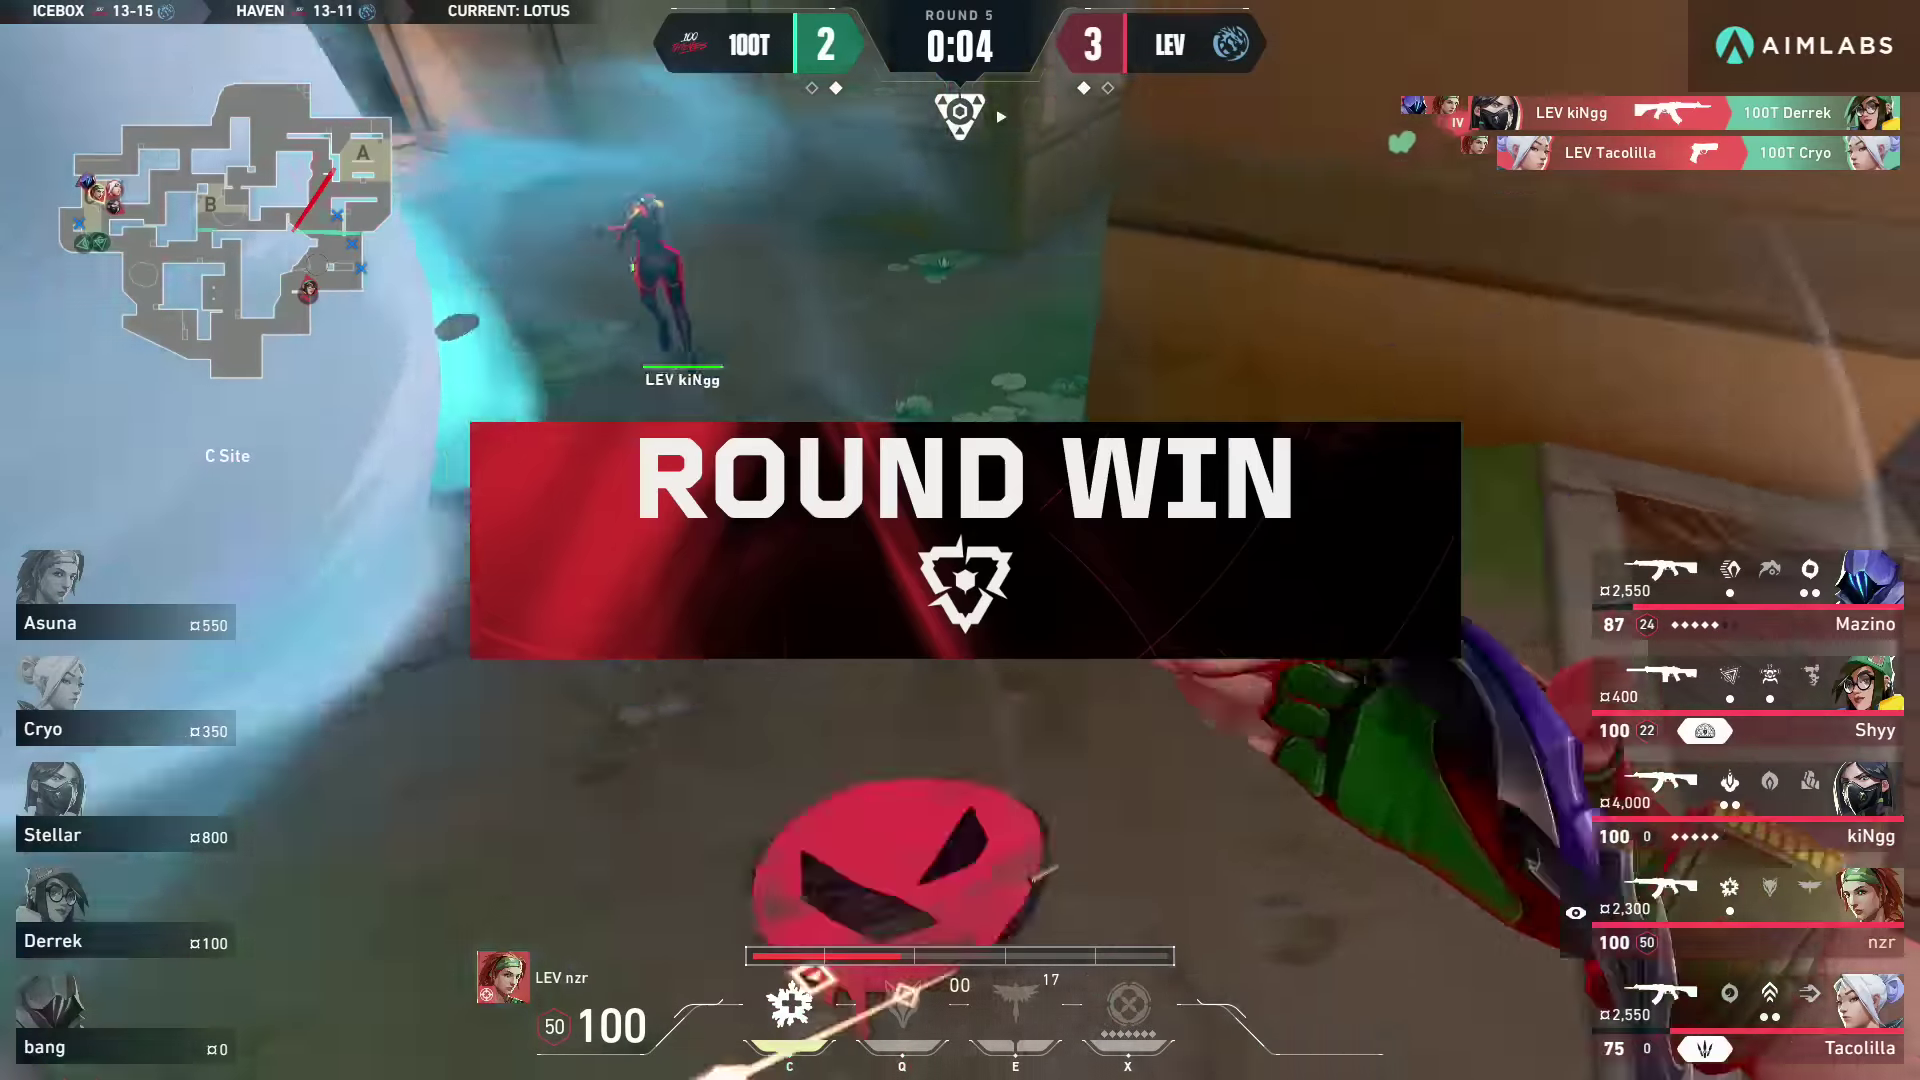 ICEBOX 13-15 HAVEN 13-11 CURRENT: LOTUS
100T 2 ROUND 5 0:04 3 LEV
AIMLABS
IV LEV kiNgg 100T Derrek
LEV Tacolilla 100T Cryo
A
B
C Site
LEV kiNgg
ROUND WIN
Asuna ¤550
Cryo ¤350
Stellar ¤800
Derrek ¤100
bang ¤0
¤2,550
87 24 Mazino
¤400
100 22 Shyy
¤4,000
100 0 kiNgg
¤2,300
100 50 nzr
¤2,550
75 0 Tacolilla
LEV nzr
50 100
00 17
C Q E X